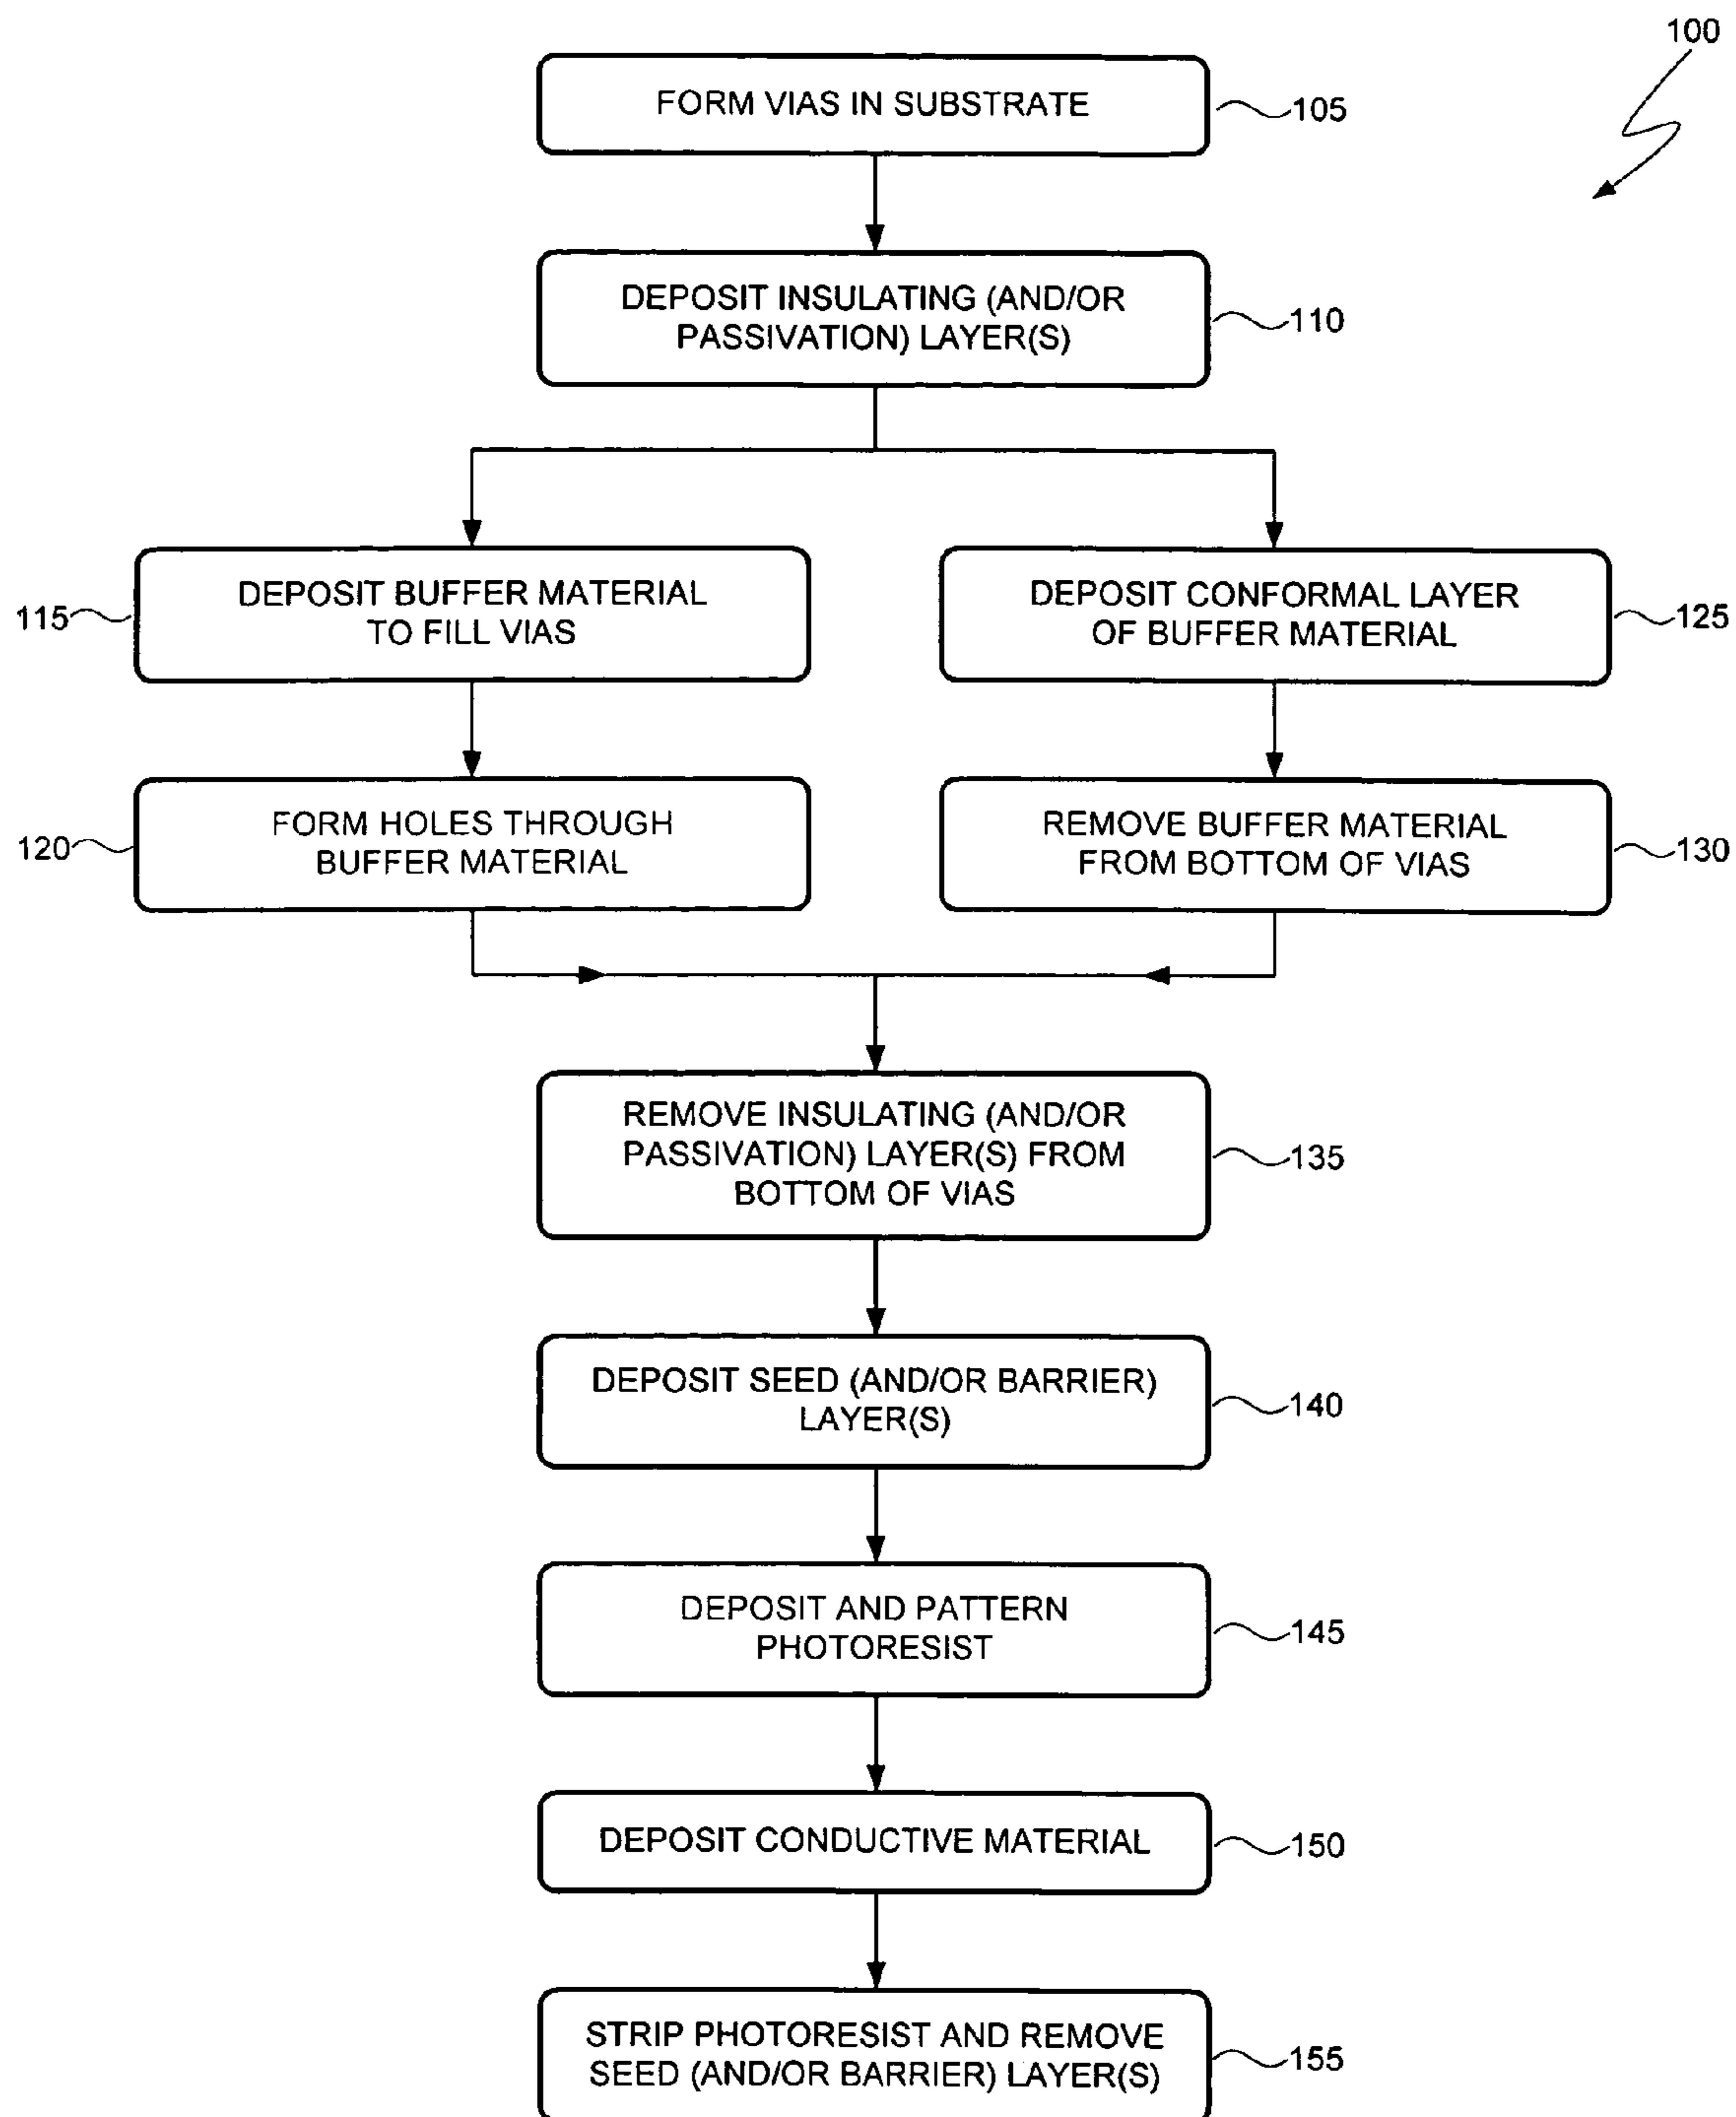 100
FORM VIAS IN SUBSTRATE
105
DEPOSIT INSULATING (AND/OR
PASSIVATION) LAYER(S)
110
115
DEPOSIT BUFFER MATERIAL
TO FILL VIAS
DEPOSIT CONFORMAL LAYER
OF BUFFER MATERIAL
125
120
FORM HOLES THROUGH
BUFFER MATERIAL
REMOVE BUFFER MATERIAL
FROM BOTTOM OF VIAS
130
REMOVE INSULATING (AND/OR
PASSIVATION) LAYER(S) FROM
BOTTOM OF VIAS
135
DEPOSIT SEED (AND/OR BARRIER)
LAYER(S)
140
DEPOSIT AND PATTERN
PHOTORESIST
145
DEPOSIT CONDUCTIVE MATERIAL
150
STRIP PHOTORESIST AND REMOVE
SEED (AND/OR BARRIER) LAYER(S)
155